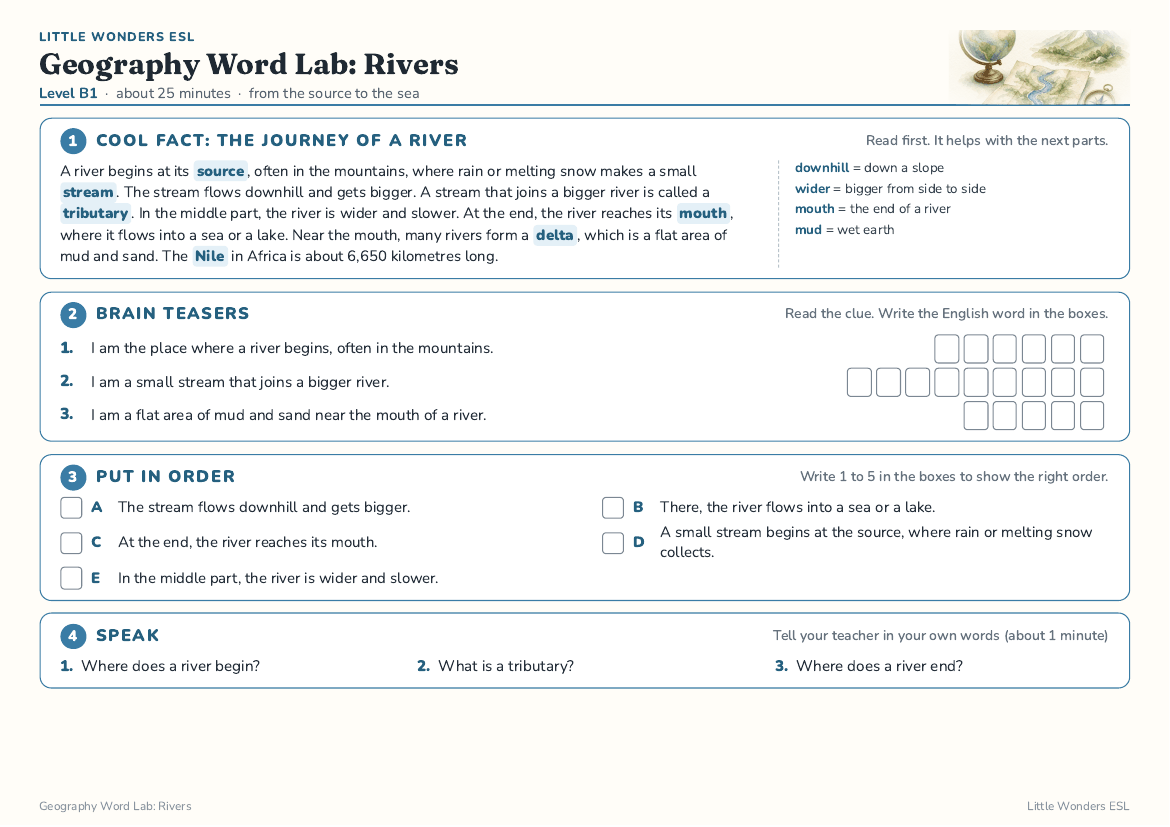 LITTLE WONDERS ESL
Geography Word Lab: Rivers
Level B1 · about 25 minutes · from the source to the sea
1 COOL FACT: THE JOURNEY OF A RIVER
Read first. It helps with the next parts.
A river begins at its source, often in the mountains, where rain or melting snow makes a small
stream. The stream flows downhill and gets bigger. A stream that joins a bigger river is called a
tributary. In the middle part, the river is wider and slower. At the end, the river reaches its mouth,
where it flows into a sea or a lake. Near the mouth, many rivers form a delta, which is a flat area of
mud and sand. The Nile in Africa is about 6,650 kilometres long.
downhill = down a slope
wider = bigger from side to side
mouth = the end of a river
mud = wet earth
2 BRAIN TEASERS
Read the clue. Write the English word in the boxes.
1. I am the place where a river begins, often in the mountains.
2. I am a small stream that joins a bigger river.
3. I am a flat area of mud and sand near the mouth of a river.
3 PUT IN ORDER
Write 1 to 5 in the boxes to show the right order.
A The stream flows downhill and gets bigger.
B There, the river flows into a sea or a lake.
C At the end, the river reaches its mouth.
D A small stream begins at the source, where rain or melting snow
collects.
E In the middle part, the river is wider and slower.
4 SPEAK
Tell your teacher in your own words (about 1 minute)
1. Where does a river begin?
2. What is a tributary?
3. Where does a river end?
Geography Word Lab: Rivers
Little Wonders ESL